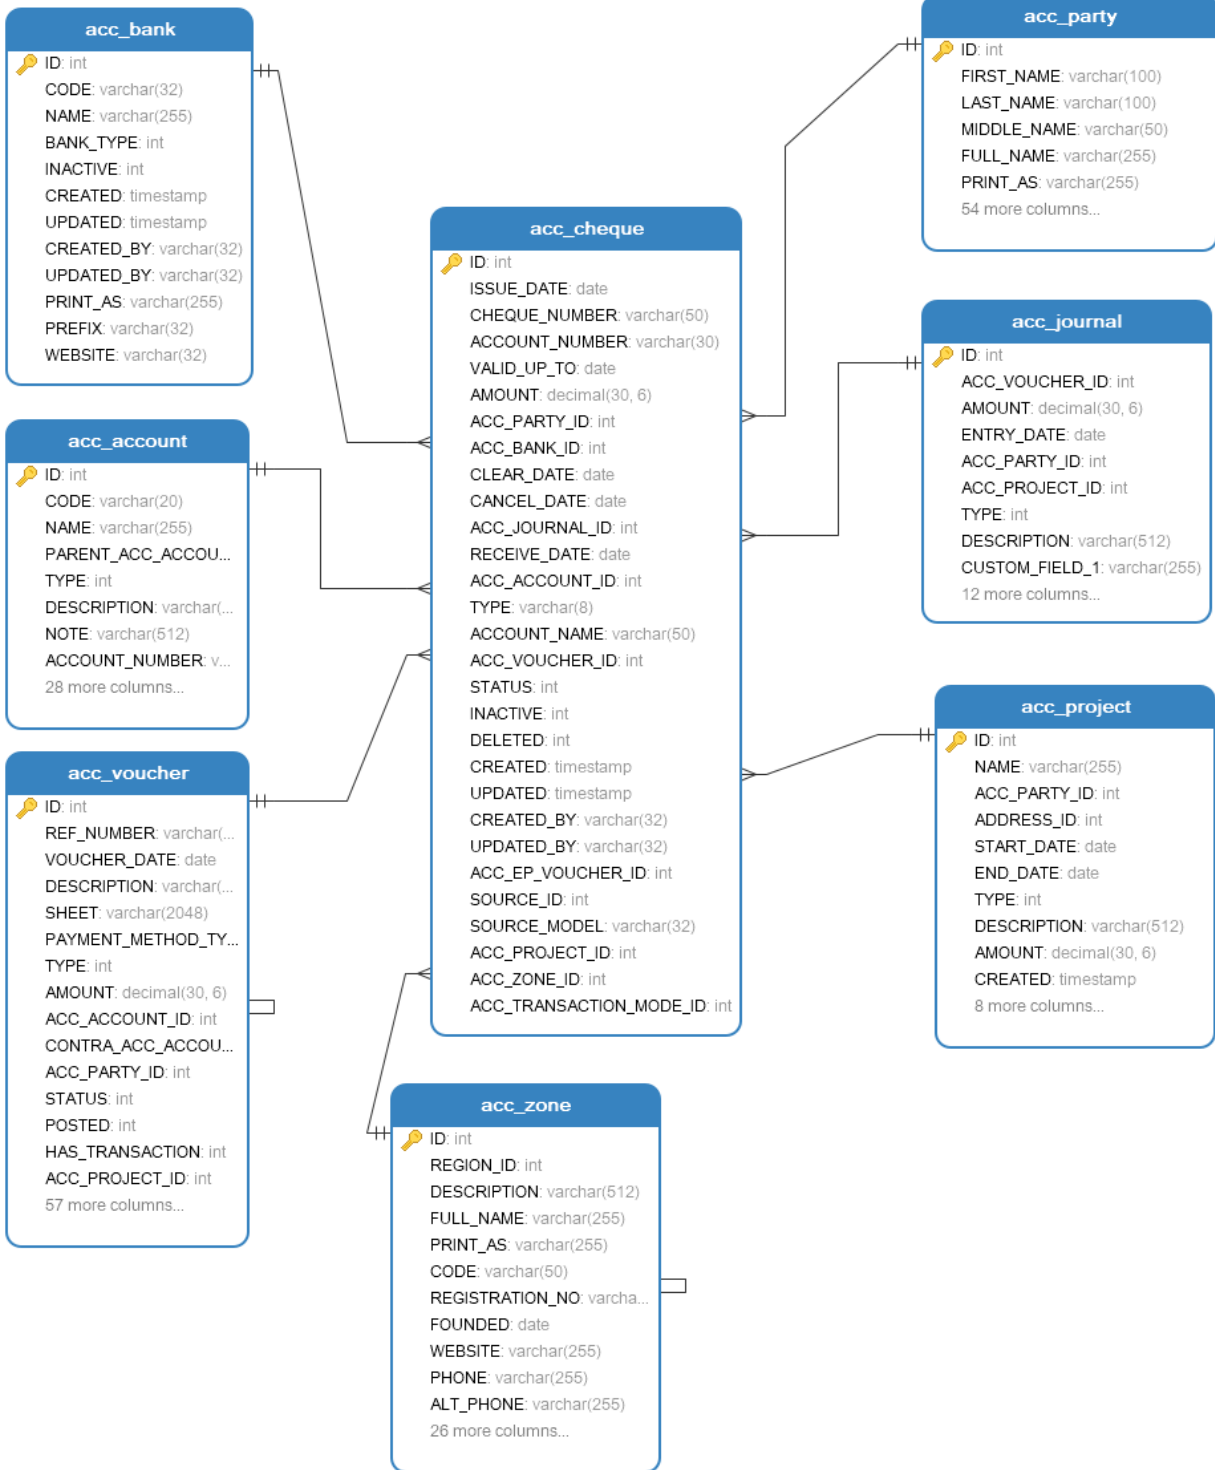 acc_bank
ID: int
CODE: varchar(32)
NAME: varchar(255)
BANK_TYPE: int
INACTIVE: int
CREATED: timestamp
UPDATED: timestamp
CREATED_BY: varchar(32)
UPDATED_BY: varchar(32)
PRINT_AS: varchar(255)
PREFIX: varchar(32)
WEBSITE: varchar(32)
acc_account
ID: int
CODE: varchar(20)
NAME: varchar(255)
PARENT_ACC_ACCOU...
TYPE: int
DESCRIPTION: varchar(...
NOTE: varchar(512)
ACCOUNT_NUMBER: v...
28 more columns...
acc_voucher
ID: int
REF_NUMBER: varchar(...
VOUCHER_DATE: date
DESCRIPTION: varchar(...
SHEET: varchar(2048)
PAYMENT_METHOD_TY...
TYPE: int
AMOUNT: decimal(30, 6)
ACC_ACCOUNT_ID: int
CONTRA_ACC_ACCOU...
ACC_PARTY_ID: int
STATUS: int
POSTED: int
HAS_TRANSACTION: int
ACC_PROJECT_ID: int
57 more columns...
acc_cheque
ID: int
ISSUE_DATE: date
CHEQUE_NUMBER: varchar(50)
ACCOUNT_NUMBER: varchar(30)
VALID_UP_TO: date
AMOUNT: decimal(30, 6)
ACC_PARTY_ID: int
ACC_BANK_ID: int
CLEAR_DATE: date
CANCEL_DATE: date
ACC_JOURNAL_ID: int
RECEIVE_DATE: date
ACC_ACCOUNT_ID: int
TYPE: varchar(8)
ACCOUNT_NAME: varchar(50)
ACC_VOUCHER_ID: int
STATUS: int
INACTIVE: int
DELETED: int
CREATED: timestamp
UPDATED: timestamp
CREATED_BY: varchar(32)
UPDATED_BY: varchar(32)
ACC_EP_VOUCHER_ID: int
SOURCE_ID: int
SOURCE_MODEL: varchar(32)
ACC_PROJECT_ID: int
ACC_ZONE_ID: int
ACC_TRANSACTION_MODE_ID: int
acc_zone
ID: int
REGION_ID: int
DESCRIPTION: varchar(512)
FULL_NAME: varchar(255)
PRINT_AS: varchar(255)
CODE: varchar(50)
REGISTRATION_NO: varcha...
FOUNDED: date
WEBSITE: varchar(255)
PHONE: varchar(255)
ALT_PHONE: varchar(255)
26 more columns...
acc_party
ID: int
FIRST_NAME: varchar(100)
LAST_NAME: varchar(100)
MIDDLE_NAME: varchar(50)
FULL_NAME: varchar(255)
PRINT_AS: varchar(255)
54 more columns...
acc_journal
ID: int
ACC_VOUCHER_ID: int
AMOUNT: decimal(30, 6)
ENTRY_DATE: date
ACC_PARTY_ID: int
ACC_PROJECT_ID: int
TYPE: int
DESCRIPTION: varchar(512)
CUSTOM_FIELD_1: varchar(255)
12 more columns...
acc_project
ID: int
NAME: varchar(255)
ACC_PARTY_ID: int
ADDRESS_ID: int
START_DATE: date
END_DATE: date
TYPE: int
DESCRIPTION: varchar(512)
AMOUNT: decimal(30, 6)
CREATED: timestamp
8 more columns...